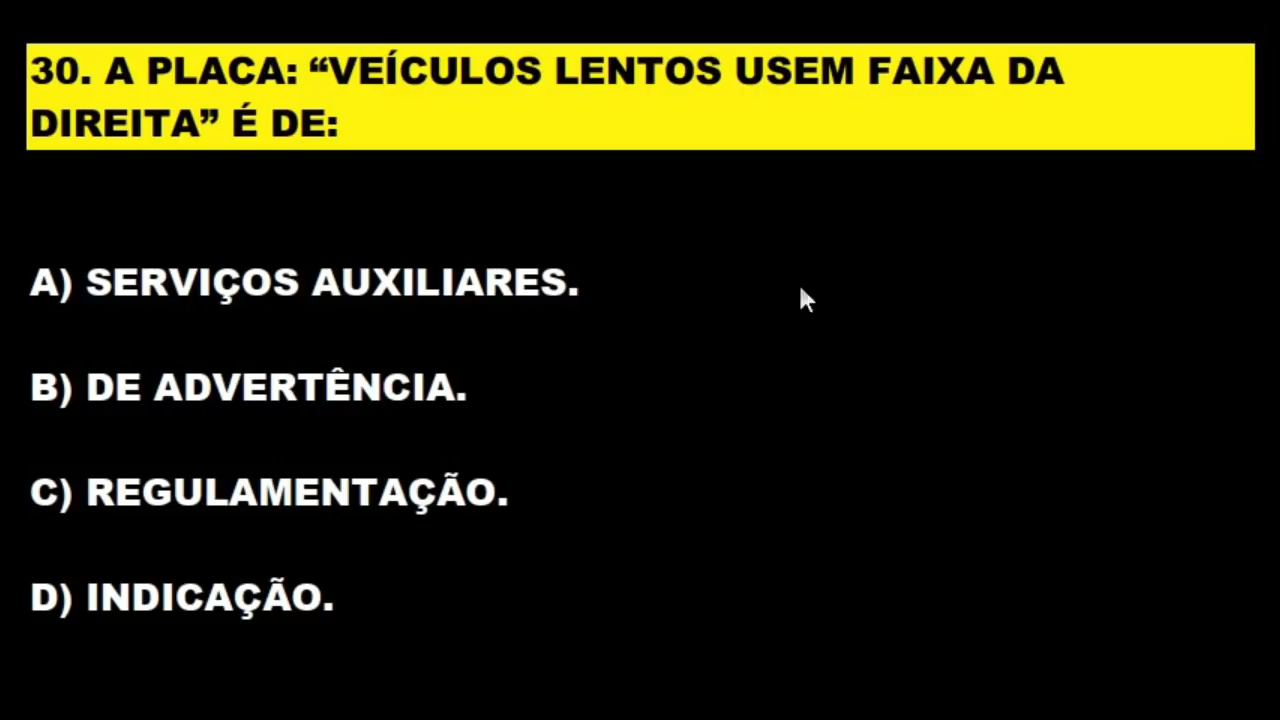 30. A PLACA: “VEÍCULOS LENTOS USEM FAIXA DA
DIREITA” É DE:
A) SERVIÇOS AUXILIARES.
B) DE ADVERTÊNCIA.
C) REGULAMENTAÇÃO.
D) INDICAÇÃO.